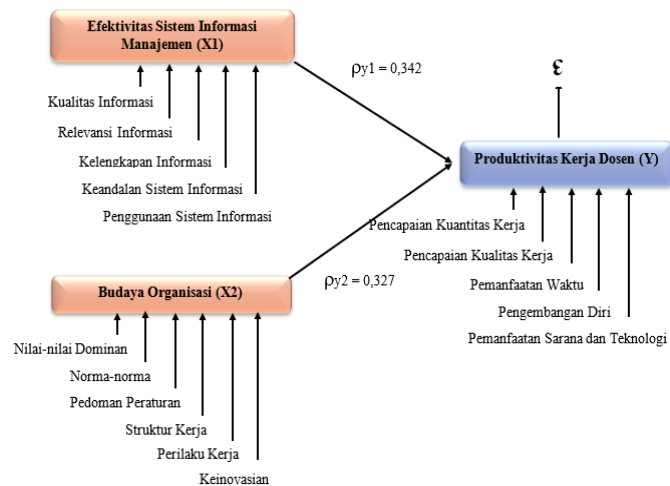 Efektivitas Sistem Informasi
Manajemen (X1)
Kualitas Informasi
Relevansi Informasi
Kelengkapan Informasi
Keandalan Sistem Informasi
Penggunaan Sistem Informasi
ρy1 = 0,342
ε
Produktivitas Kerja Dosen (Y)
Pencapaian Kuantitas Kerja
Pencapaian Kualitas Kerja
Pemanfaatan Waktu
Pengembangan Diri
Pemanfaatan Sarana dan Teknologi
ρy2 = 0,327
Budaya Organisasi (X2)
Nilai-nilai Dominan
Norma-norma
Pedoman Peraturan
Struktur Kerja
Perilaku Kerja
Keinovasian